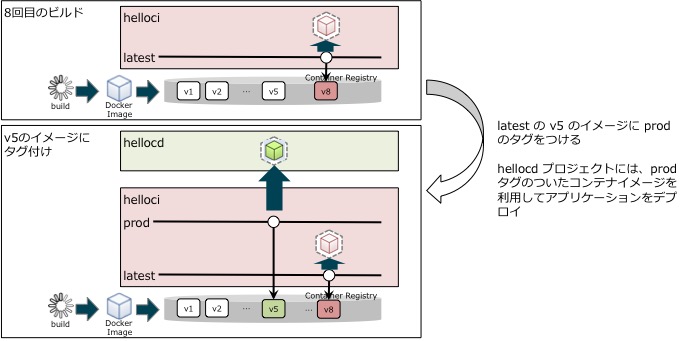 8回目のビルド
helloci
latest
Container Registry
build
Docker
Image
v1
v2
...
v5
v8
v5のイメージに
タグ付け
hellocd
helloci
prod
latest
Container Registry
build
Docker
Image
v1
v2
...
v5
...
v8
latest の v5 のイメージに prod
のタグをつける
hellocd プロジェクトには、prod
タグのついたコンテナイメージを
利用してアプリケーションをデプ
ロイ